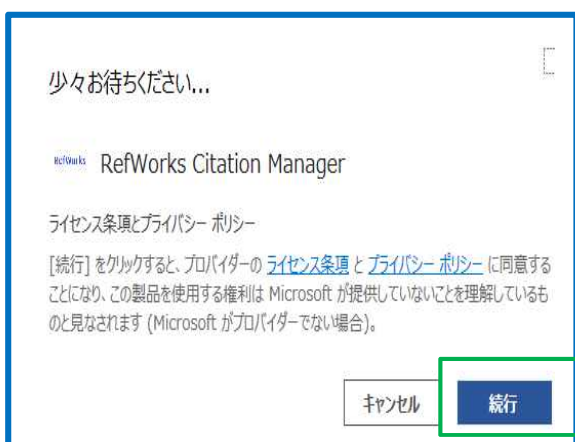 少々お待ちください...
RefWorks RefWorks Citation Manager
ライセンス条項とプライバシー ポリシー
[続行] をクリックすると、プロバイダーの ライセンス条項 と プライバシー ポリシー に同意する
ことになり、この製品を使用する権利は Microsoft が提供していないことを理解しているも
のと見なされます (Microsoft がプロバイダーでない場合)。
キャンセル 続行